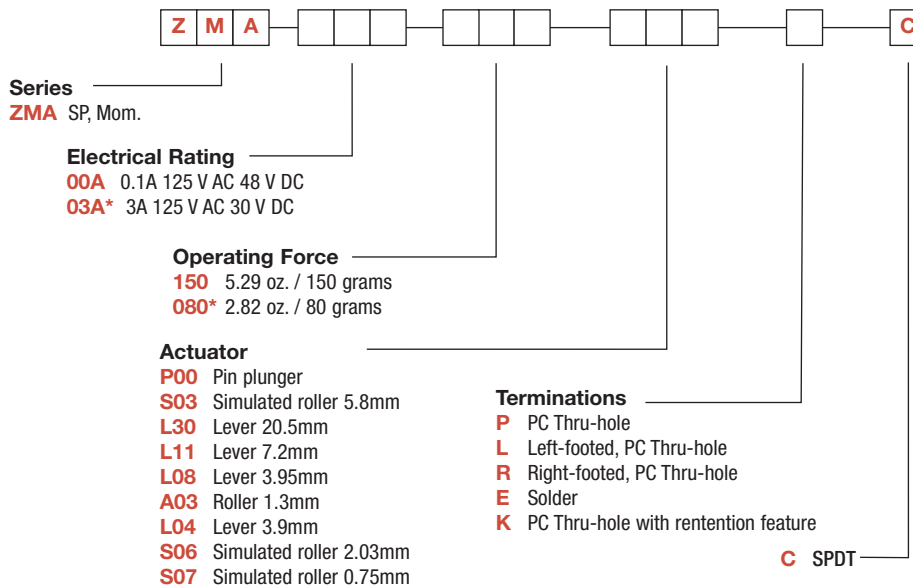 Z M A C
Series
ZMA SP, Mom.
Electrical Rating
00A 0.1A 125 V AC 48 V DC
03A* 3A 125 V AC 30 V DC
Operating Force
150 5.29 oz. / 150 grams
080* 2.82 oz. / 80 grams
Actuator
P00 Pin plunger
S03 Simulated roller 5.8mm
L30 Lever 20.5mm
L11 Lever 7.2mm
L08 Lever 3.95mm
A03 Roller 1.3mm
L04 Lever 3.9mm
S06 Simulated roller 2.03mm
S07 Simulated roller 0.75mm
Terminations
P PC Thru-hole
L Left-footed, PC Thru-hole
R Right-footed, PC Thru-hole
E Solder
K PC Thru-hole with rentention feature
C SPDT